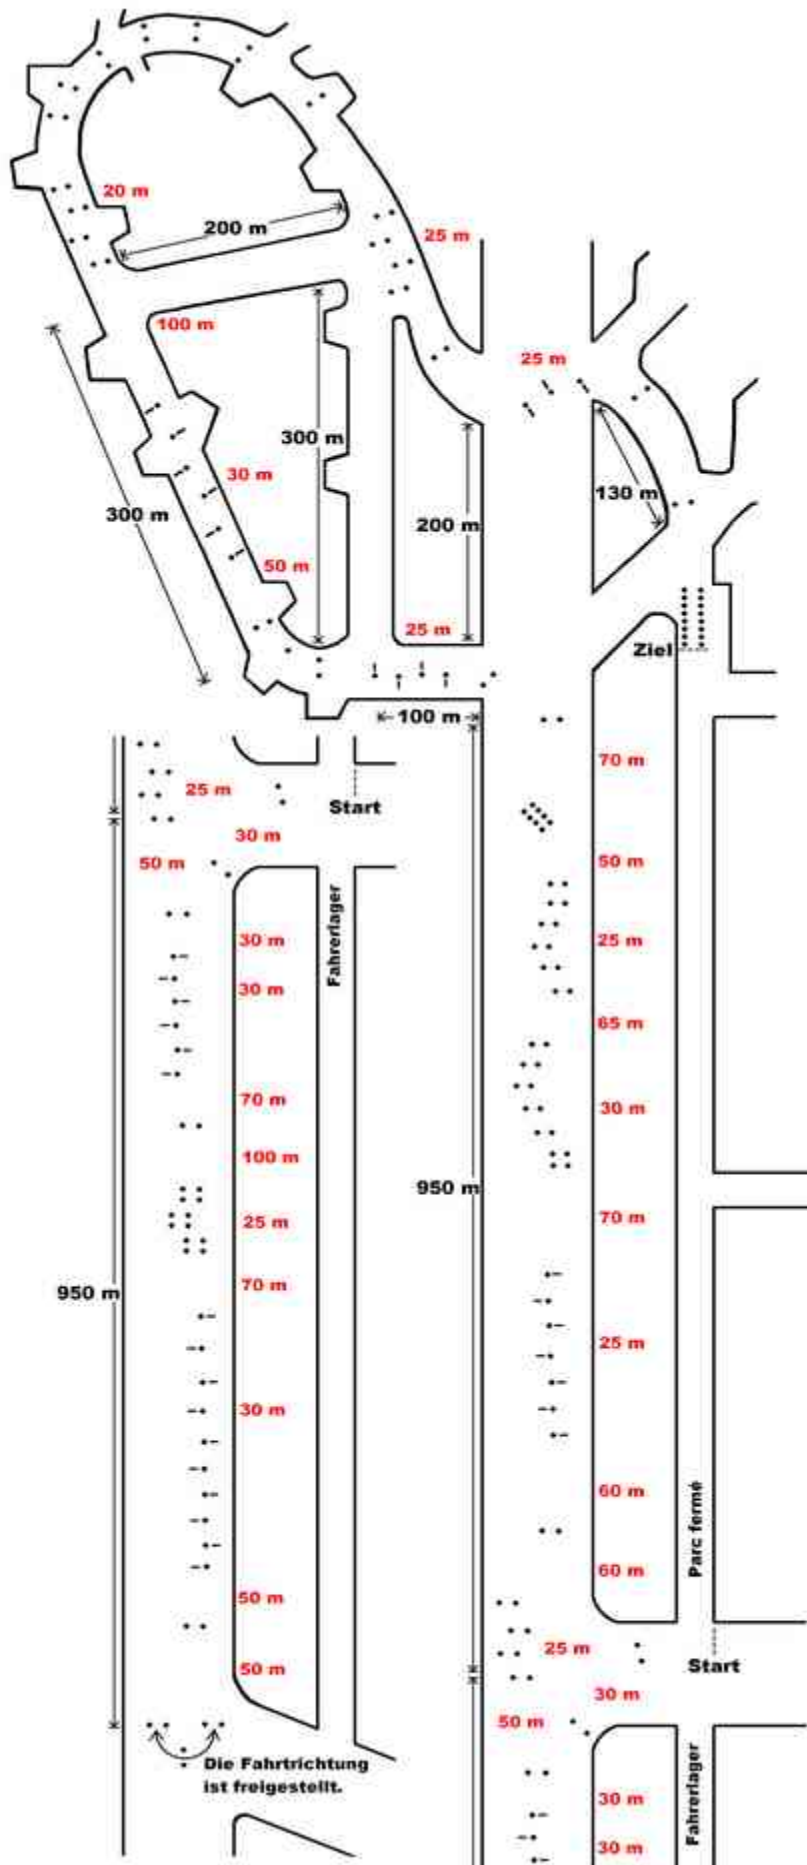 20 m
200 m
25 m
100 m
25 m
300 m
30 m
130 m
300 m
200 m
50 m
25 m
Ziel
100 m
70 m
25 m
Start
30 m
50 m
50 m
Fahrerlager
30 m
25 m
30 m
65 m
70 m
30 m
100 m
950 m
25 m
70 m
70 m
950 m
25 m
30 m
60 m
Parc fermé
60 m
50 m
25 m
Start
50 m
30 m
50 m
Die Fahrtrichtung
ist freigestellt.
Fahrerlager
30 m
30 m